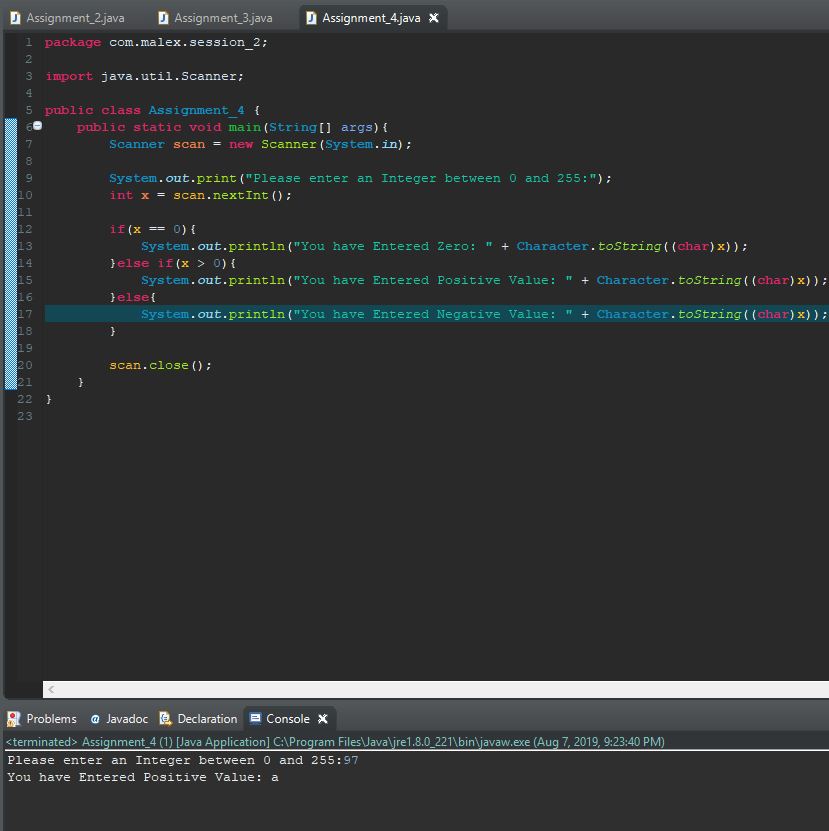 Assignment_2.java Assignment_3.java Assignment_4.java
1 package com.malex.session_2;
2
3 import java.util.Scanner;
4
5 public class Assignment_4 {
6 public static void main(String[] args){
7 Scanner scan = new Scanner(System.in);
8
9 System.out.print("Please enter an Integer between 0 and 255:");
10 int x = scan.nextInt();
11
12 if(x == 0){
13 System.out.println("You have Entered Zero: " + Character.toString((char)x));
14 }else if(x > 0){
15 System.out.println("You have Entered Positive Value: " + Character.toString((char)x));
16 }else{
17 System.out.println("You have Entered Negative Value: " + Character.toString((char)x));
18 }
19
20 scan.close();
21 }
22 }
23
Problems @ Javadoc Declaration Console
<terminated> Assignment_4 (1) [Java Application] C:\Program Files\Java\jre1.8.0_221\bin\javaw.exe (Aug 7, 2019, 9:23:40 PM)
Please enter an Integer between 0 and 255:97
You have Entered Positive Value: a